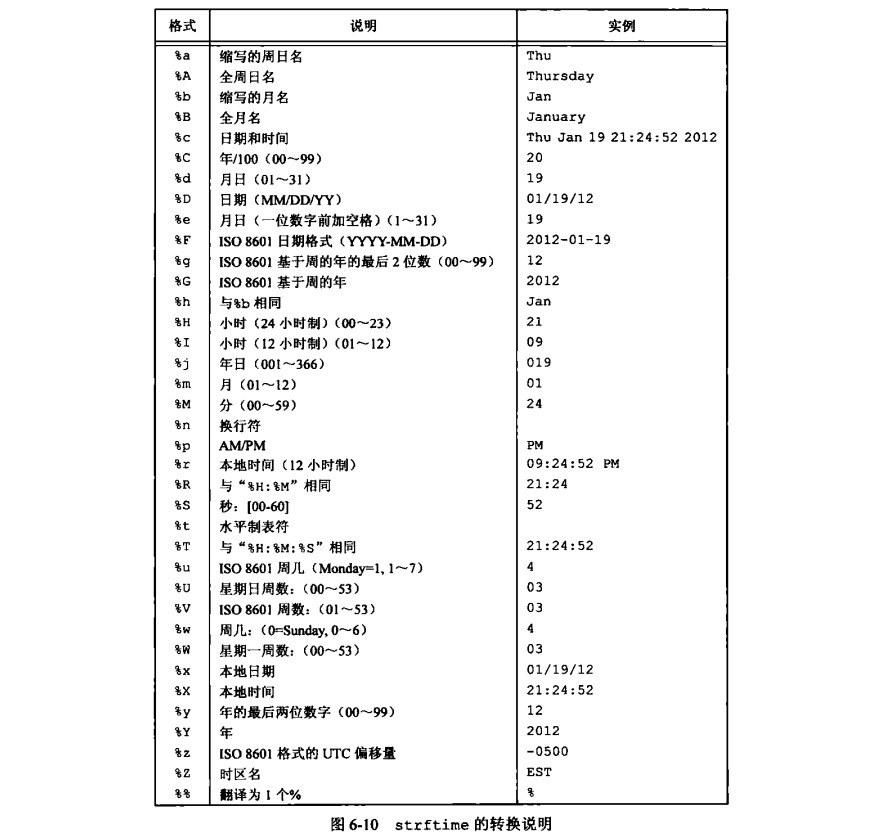 格式 说明 实例
%a 缩写的周日名 Thu
%A 全周日名 Thursday
%b 缩写的月名 Jan
%B 全月名 January
%c 日期和时间 Thu Jan 19 21:24:52 2012
%C 年/100（00～99） 20
%d 月日（01～31） 19
%D 日期（MM/DD/YY） 01/19/12
%e 月日（一位数字前加空格）（1～31） 19
%F ISO 8601 日期格式（YYYY-MM-DD） 2012-01-19
%g ISO 8601 基于周的年的最后 2 位数（00～99） 12
%G ISO 8601 基于周的年 2012
%h 与%b 相同 Jan
%H 小时（24 小时制）（00～23） 21
%I 小时（12 小时制）（01～12） 09
%j 年日（001～366） 019
%m 月（01～12） 01
%M 分（00～59） 24
%n 换行符
%p AM/PM PM
%r 本地时间（12 小时制） 09:24:52 PM
%R 与“%H:%M”相同 21:24
%S 秒：[00-60] 52
%t 水平制表符
%T 与“%H:%M:%S”相同 21:24:52
%u ISO 8601 周几（Monday=1, 1～7） 4
%U 星期日周数：（00～53） 03
%V ISO 8601 周数：（01～53） 03
%w 周几：（0=Sunday, 0～6） 4
%W 星期一周数：（00～53） 03
%x 本地日期 01/19/12
%X 本地时间 21:24:52
%y 年的最后两位数字（00～99） 12
%Y 年 2012
%z ISO 8601 格式的 UTC 偏移量 -0500
%Z 时区名 EST
%% 翻译为 1 个% %
图 6-10 strftime 的转换说明